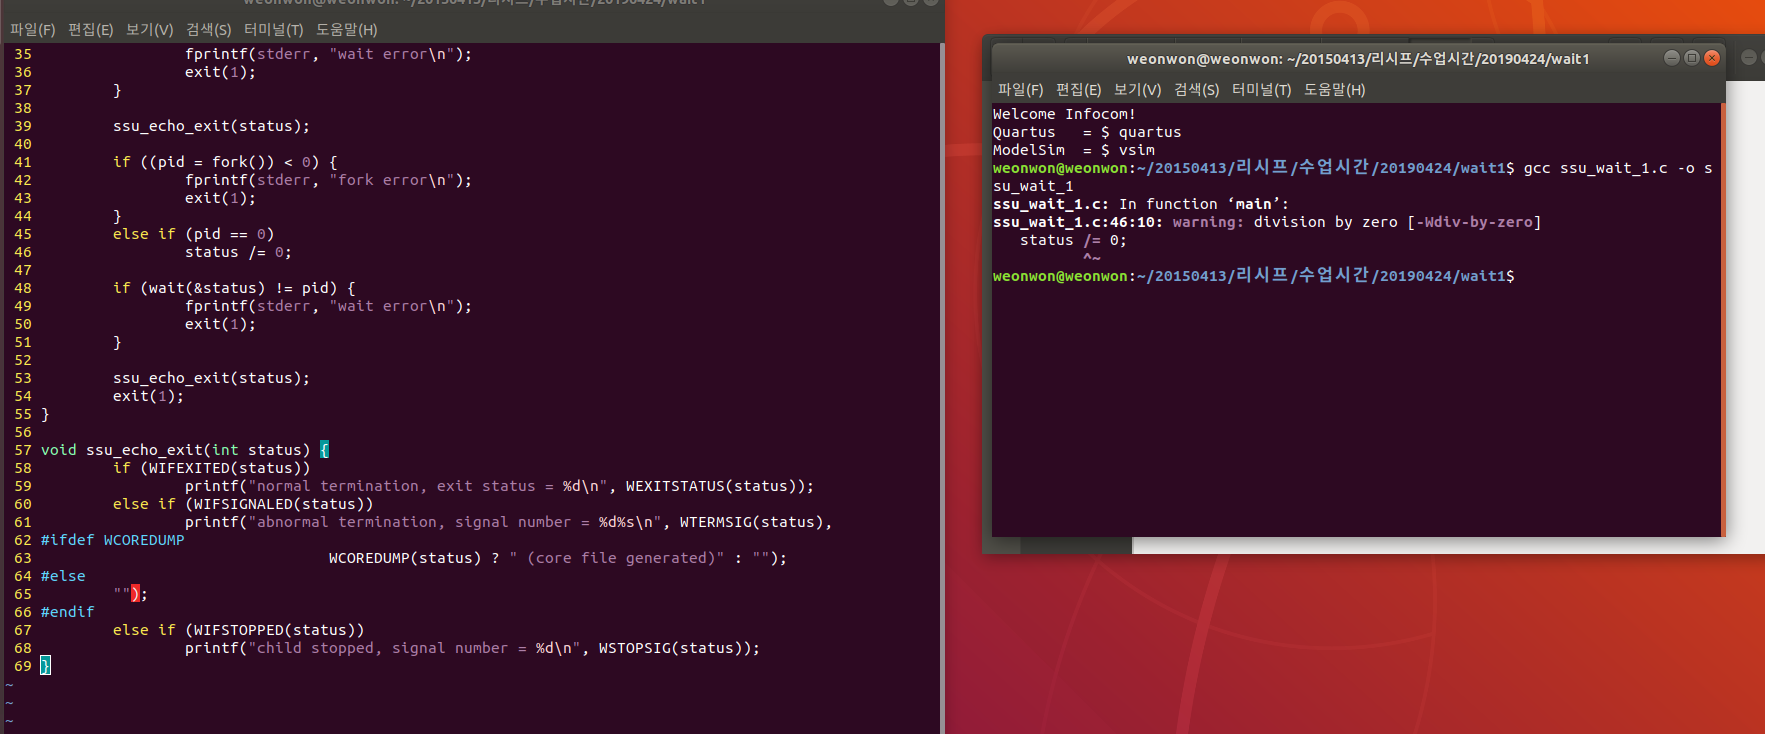 weonwon@weonwon: ~/20150413/리시프/수업시간/20190424/wait1
파일(F) 편집(E) 보기(V) 검색(S) 터미널(T) 도움말(H)
35 fprintf(stderr, "wait error\n");
36 exit(1);
37 }
38
39 ssu_echo_exit(status);
40
41 if ((pid = fork()) < 0) {
42 fprintf(stderr, "fork error\n");
43 exit(1);
44 }
45 else if (pid == 0)
46 status /= 0;
47
48 if (wait(&status) != pid) {
49 fprintf(stderr, "wait error\n");
50 exit(1);
51 }
52
53 ssu_echo_exit(status);
54 exit(1);
55 }
56
57 void ssu_echo_exit(int status) {
58 if (WIFEXITED(status))
59 printf("normal termination, exit status = %d\n", WEXITSTATUS(status));
60 else if (WIFSIGNALED(status))
61 printf("abnormal termination, signal number = %d%s\n", WTERMSIG(status),
62 #ifdef WCOREDUMP
63 WCOREDUMP(status) ? " (core file generated)" : "");
64 #else
65 "");
66 #endif
67 else if (WIFSTOPPED(status))
68 printf("child stopped, signal number = %d\n", WSTOPSIG(status));
69 }
~
~
~
weonwon@weonwon: ~/20150413/리시프/수업시간/20190424/wait1
파일(F) 편집(E) 보기(V) 검색(S) 터미널(T) 도움말(H)
Welcome Infocom!
Quartus = $ quartus
ModelSim = $ vsim
weonwon@weonwon:~/20150413/리시프/수업시간/20190424/wait1$ gcc ssu_wait_1.c -o s
su_wait_1
ssu_wait_1.c: In function ‘main’:
ssu_wait_1.c:46:10: warning: division by zero [-Wdiv-by-zero]
status /= 0;
^~
weonwon@weonwon:~/20150413/리시프/수업시간/20190424/wait1$